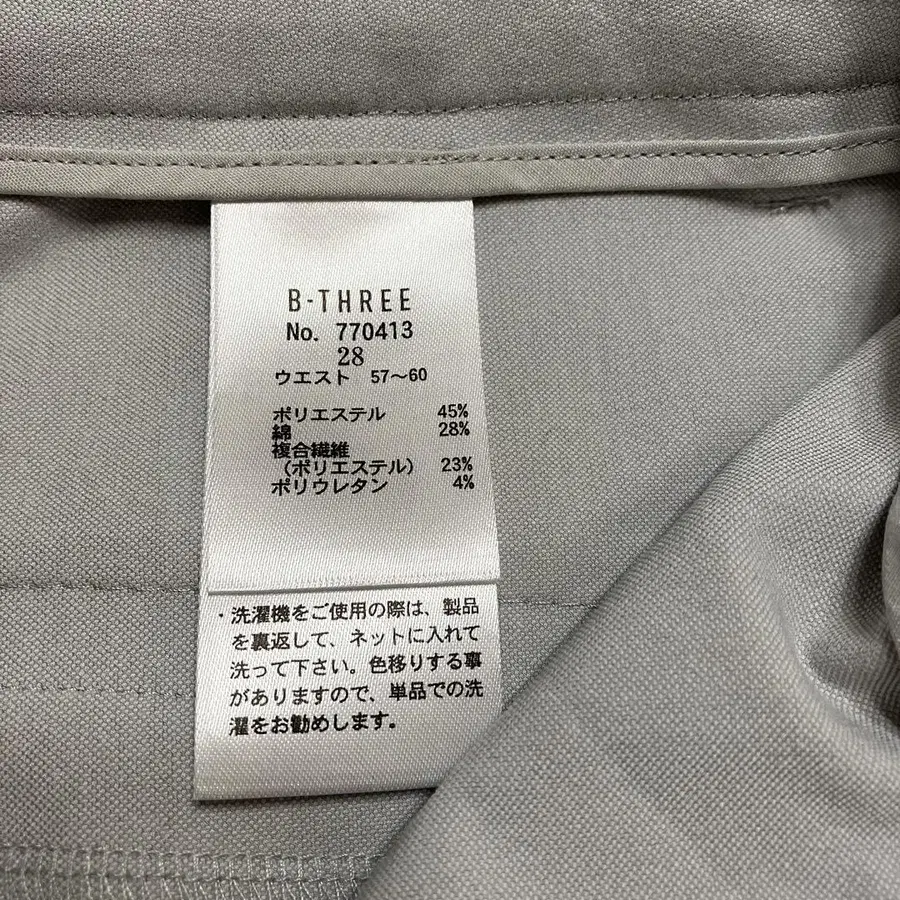 B-THREE
No. 770413
28
ウエスト 57〜60
ポリエステル 45%
綿 28%
複合繊維
(ポリエステル) 23%
ポリウレタン 4%
・洗濯機をご使用の際は、製品
を裏返して、ネットに入れて
洗って下さい。色移りする事
がありますので、単品での洗
濯をお勧めします。